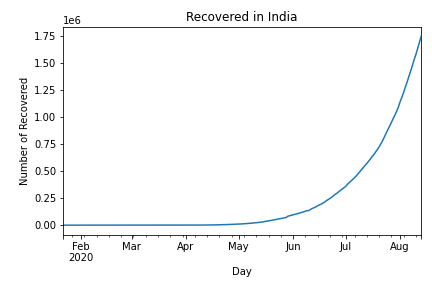 Recovered in India
1e6
1.75
1.50
1.25
1.00
0.75
0.50
0.25
0.00
Number of Recovered
Feb Mar Apr May Jun Jul Aug
2020
Day